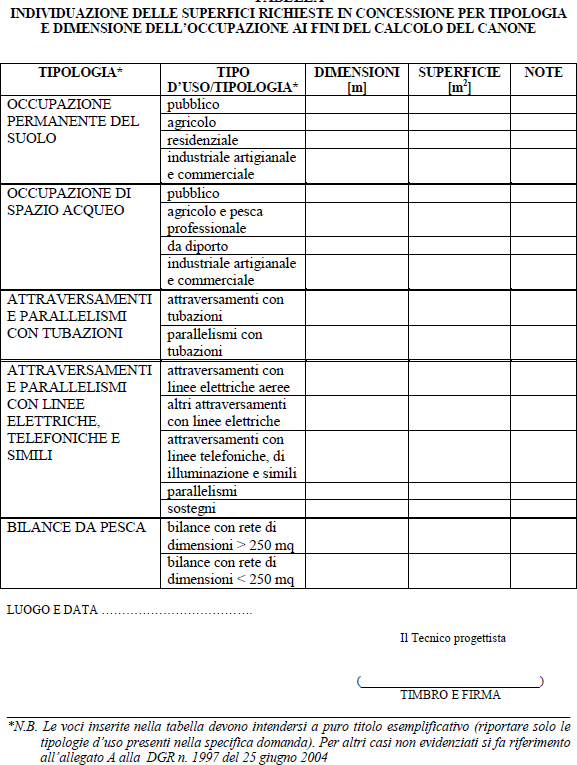 TABELLA
INDIVIDUAZIONE DELLE SUPERFICI RICHIESTE IN CONCESSIONE PER TIPOLOGIA
E DIMENSIONE DELL'OCCUPAZIONE AI FINI DEL CALCOLO DEL CANONE
TIPOLOGIA* TIPO D'USO/TIPOLOGIA* DIMENSIONI [m] SUPERFICIE [m²] NOTE
OCCUPAZIONE
PERMANENTE DEL
SUOLO
pubblico
agricolo
residenziale
industriale artigianale
e commerciale
OCCUPAZIONE DI
SPAZIO ACQUEO
pubblico
agricolo e pesca
professionale
da diporto
industriale artigianale
e commerciale
ATTRAVERSAMENTI
E PARALLELISMI
CON TUBAZIONI
attraversamenti con
tubazioni
parallelismi con
tubazioni
ATTRAVERSAMENTI
E PARALLELISMI
CON LINEE
ELETTRICHE,
TELEFONICHE E
SIMILI
attraversamenti con
linee elettriche aeree
altri attraversamenti
con linee elettriche
attraversamenti con
linee telefoniche, di
illuminazione e simili
parallelismi
sostegni
BILANCE DA PESCA
bilance con rete di
dimensioni > 250 mq
bilance con rete di
dimensioni < 250 mq
LUOGO E DATA ……………………………….
Il Tecnico progettista
(______________________________)
TIMBRO E FIRMA
*N.B. Le voci inserite nella tabella devono intendersi a puro titolo esemplificativo (riportare solo le
tipologie d'uso presenti nella specifica domanda). Per altri casi non evidenziati si fa riferimento
all'allegato A alla DGR n. 1997 del 25 giugno 2004